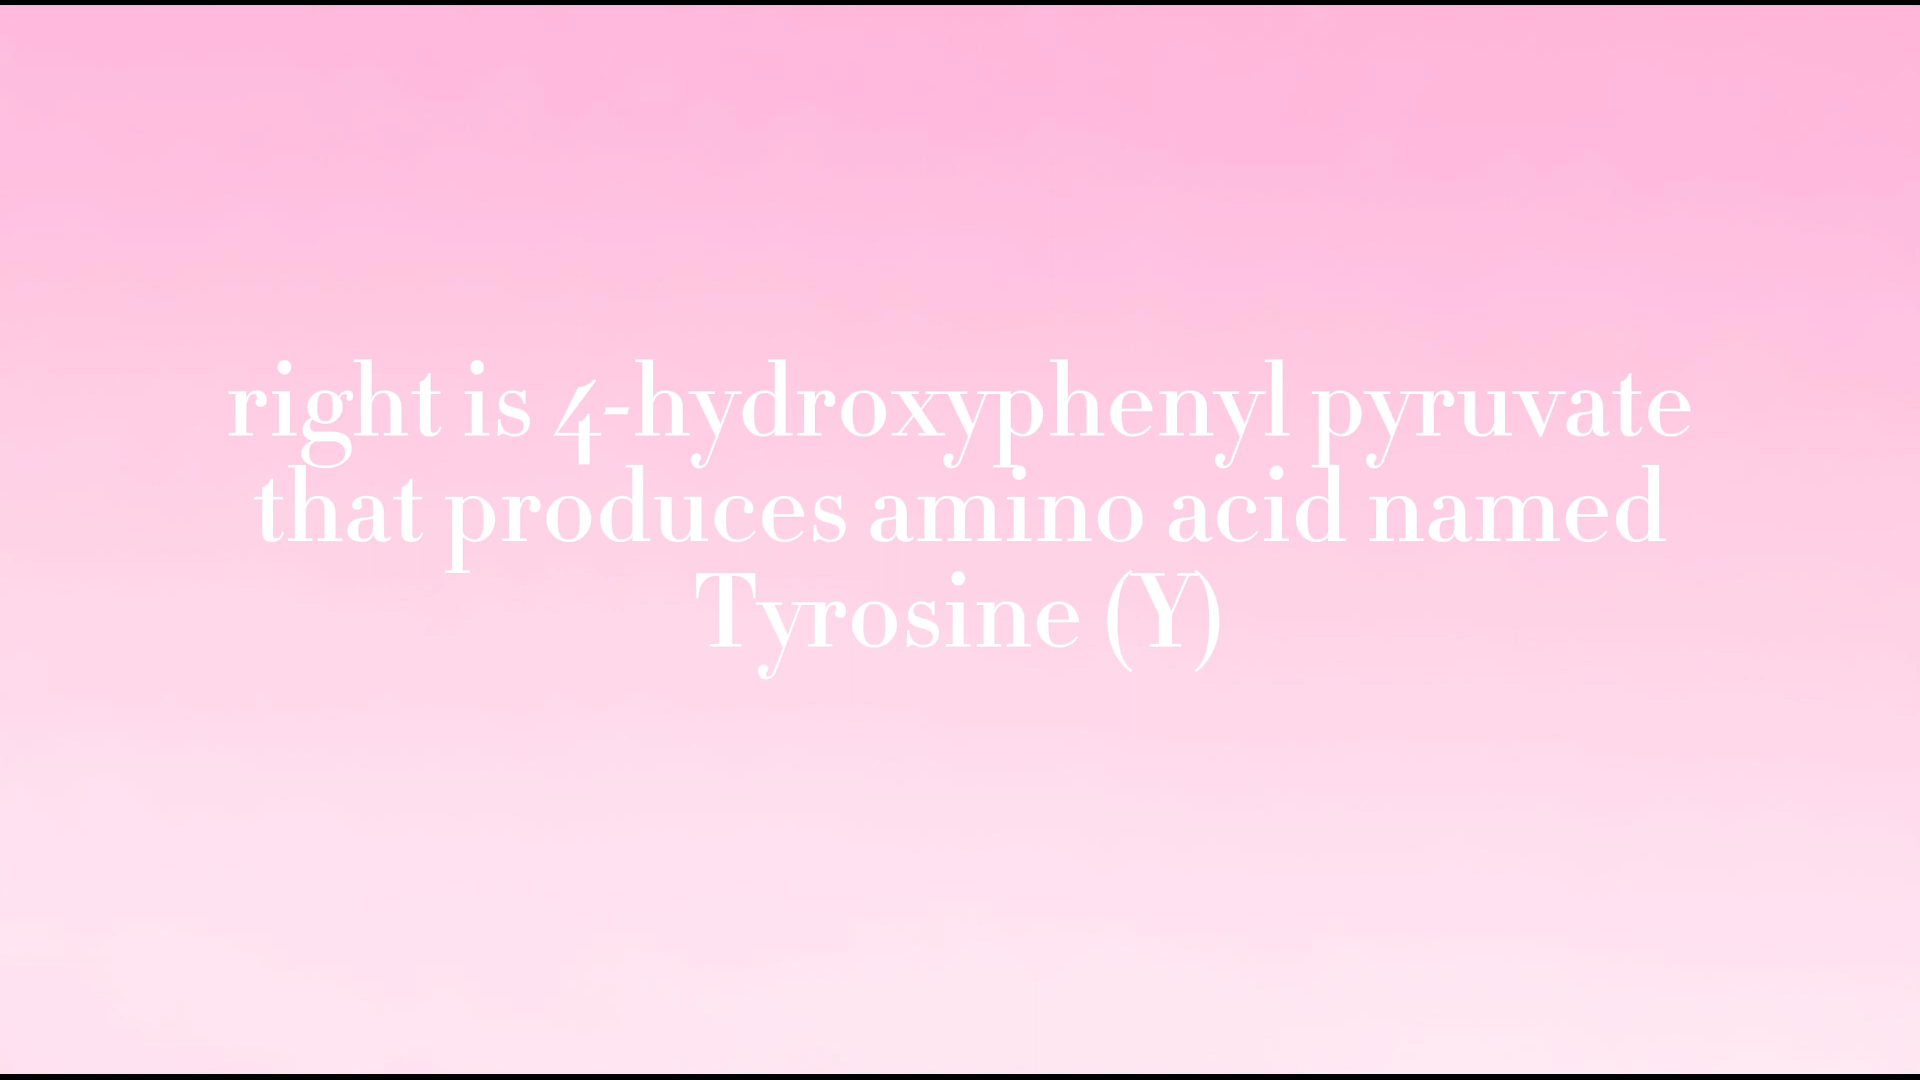 right is 4-hydroxyphenyl pyruvate
that produces amino acid named
Tyrosine (Y)